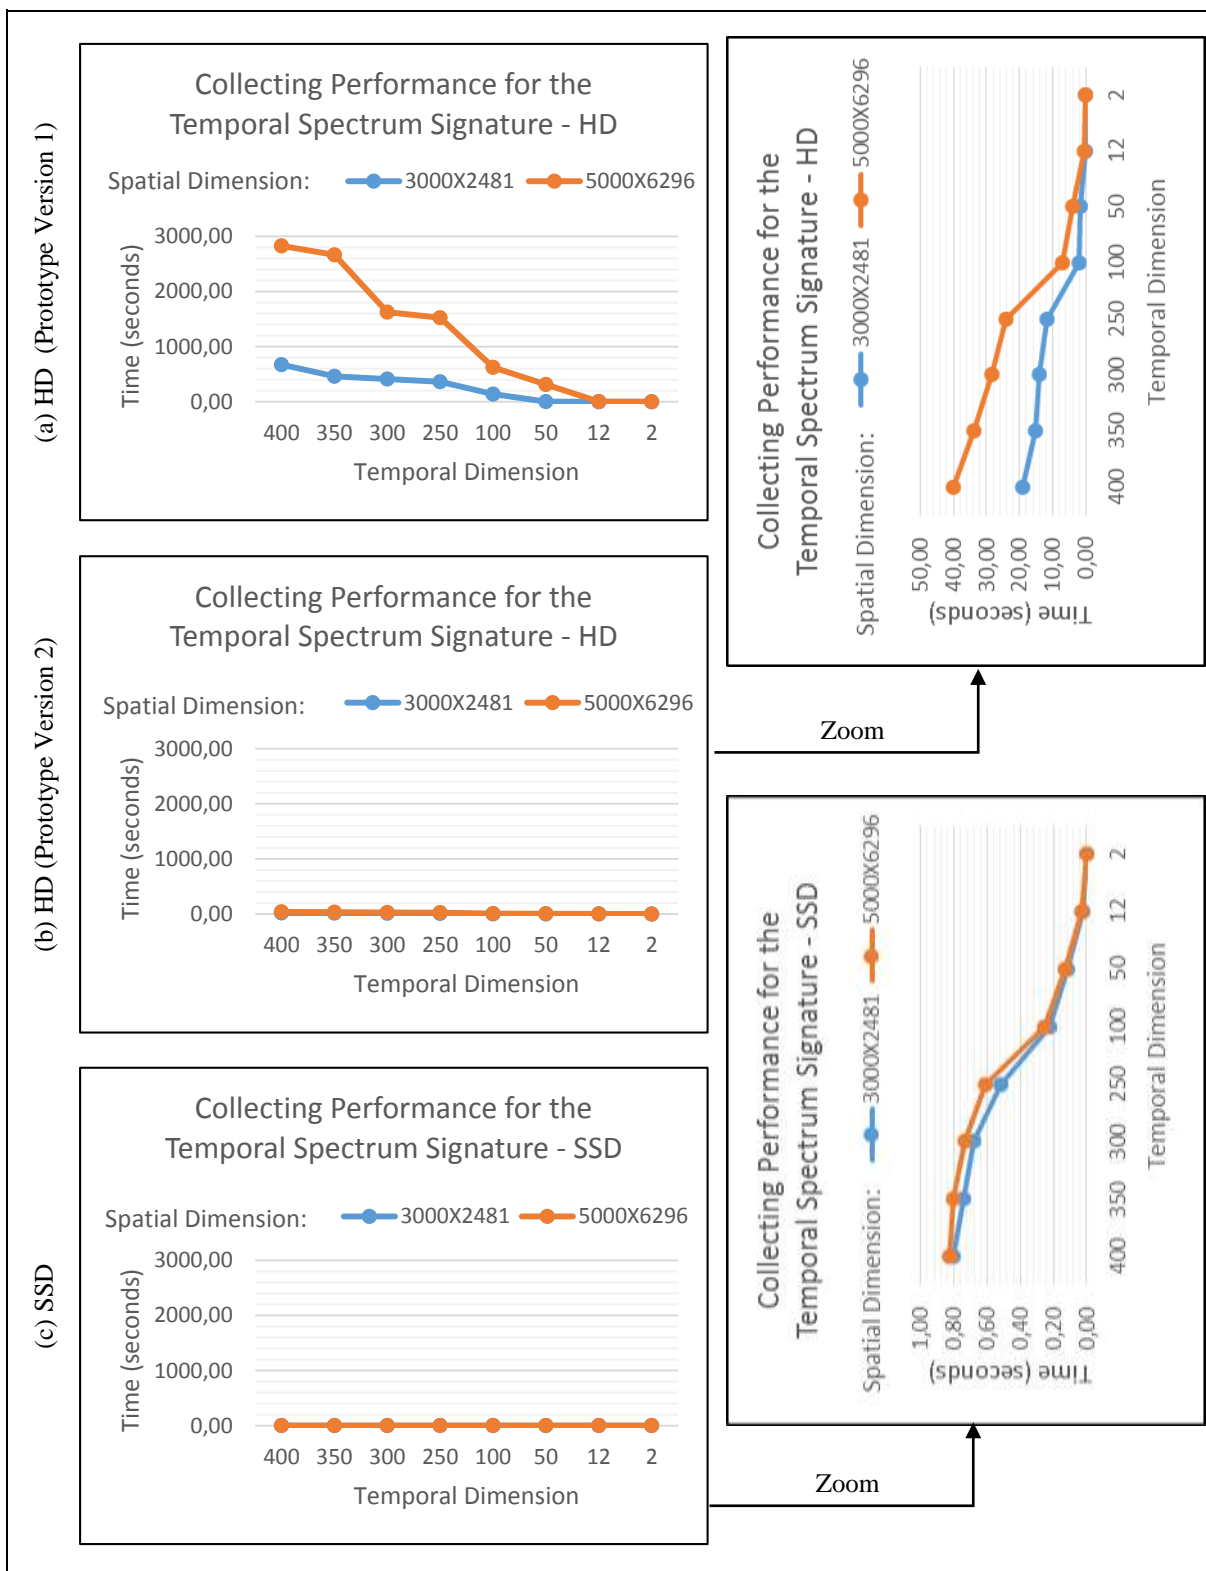 (a) HD  (Prototype Version 1)
Collecting Performance for the
Temporal Spectrum Signature - HD
Spatial Dimension: 3000X2481 5000X6296
Time (seconds)
3000,00
2000,00
1000,00
0,00
400 350 300 250 100 50 12 2
Temporal Dimension
Collecting Performance for the
Temporal Spectrum Signature - HD
Spatial Dimension: 3000X2481 5000X6296
Time (seconds)
50,00
40,00
30,00
20,00
10,00
0,00
400 350 300 250 100 50 12 2
Temporal Dimension
(b) HD (Prototype Version 2)
Collecting Performance for the
Temporal Spectrum Signature - HD
Spatial Dimension: 3000X2481 5000X6296
Time (seconds)
3000,00
2000,00
1000,00
0,00
400 350 300 250 100 50 12 2
Temporal Dimension
Zoom
Collecting Performance for the
Temporal Spectrum Signature - SSD
Spatial Dimension: 3000X2481 5000X6296
Time (seconds)
1,00
0,80
0,60
0,40
0,20
0,00
400 350 300 250 100 50 12 2
Temporal Dimension
(c) SSD
Collecting Performance for the
Temporal Spectrum Signature - SSD
Spatial Dimension: 3000X2481 5000X6296
Time (seconds)
3000,00
2000,00
1000,00
0,00
400 350 300 250 100 50 12 2
Temporal Dimension
Zoom